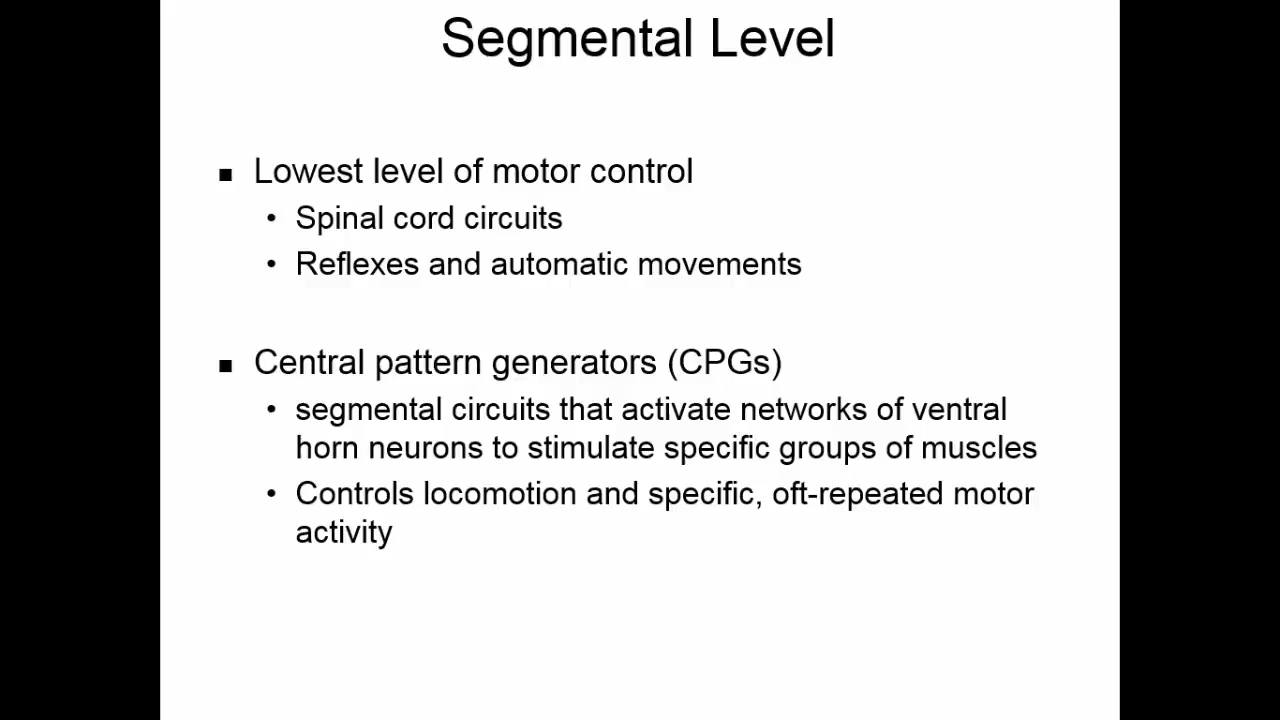 Segmental Level
▪ Lowest level of motor control
• Spinal cord circuits
• Reflexes and automatic movements
▪ Central pattern generators (CPGs)
• segmental circuits that activate networks of ventral
horn neurons to stimulate specific groups of muscles
• Controls locomotion and specific, oft-repeated motor
activity